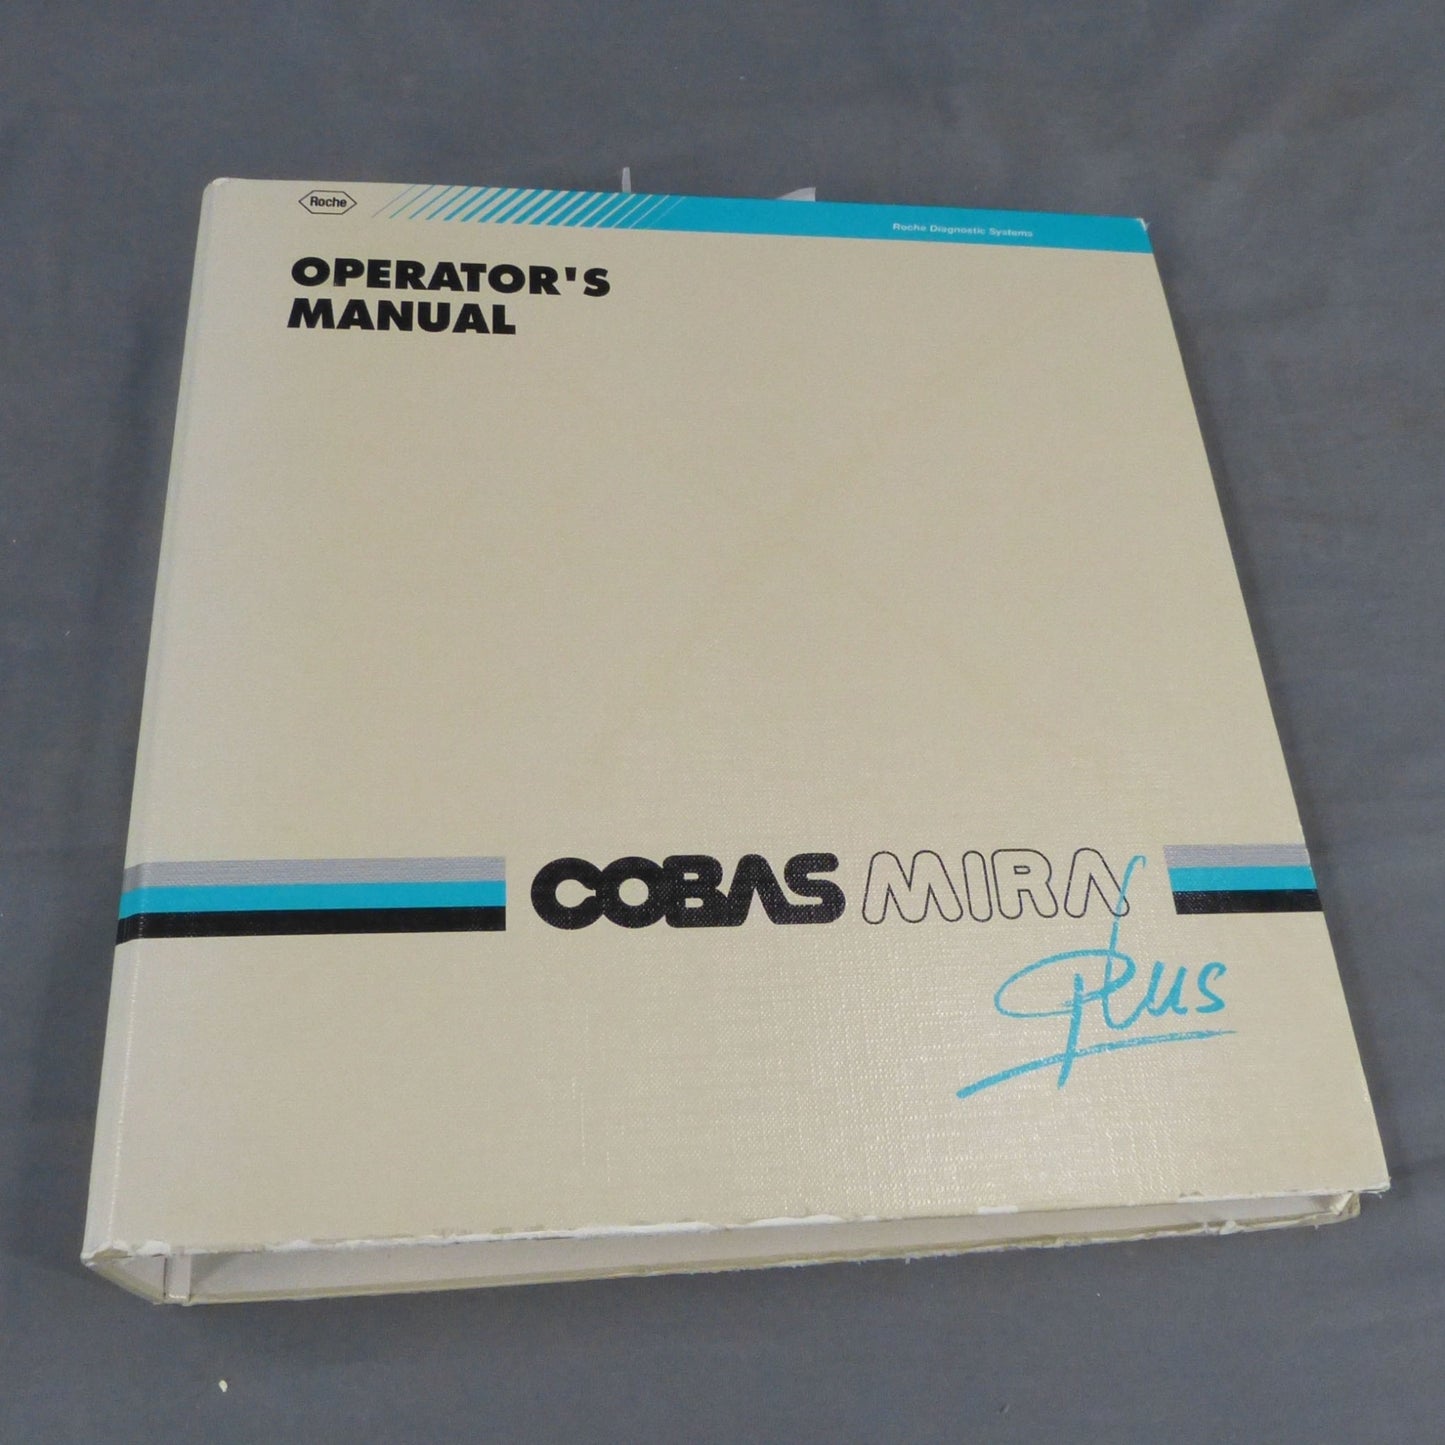 Roche
Roche Diagnostic Systems
OPERATOR'S
MANUAL
COBAS MIRA
Plus